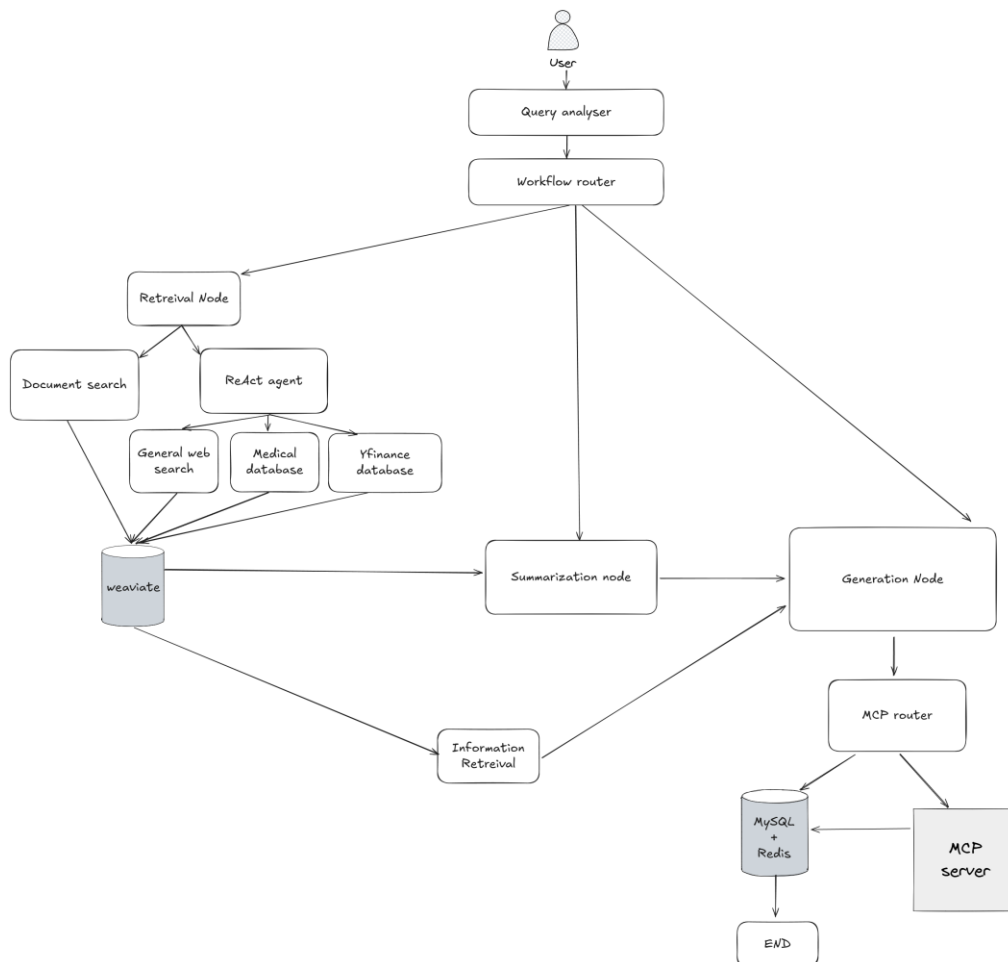 User
Query analyser
Workflow router
Retreival Node
Document search
ReAct agent
General web
search
Medical
database
Yfinance
database
weaviate
Summarization node
Generation Node
MCP router
Information
Retreival
MySQL
+
Redis
MCP
server
END